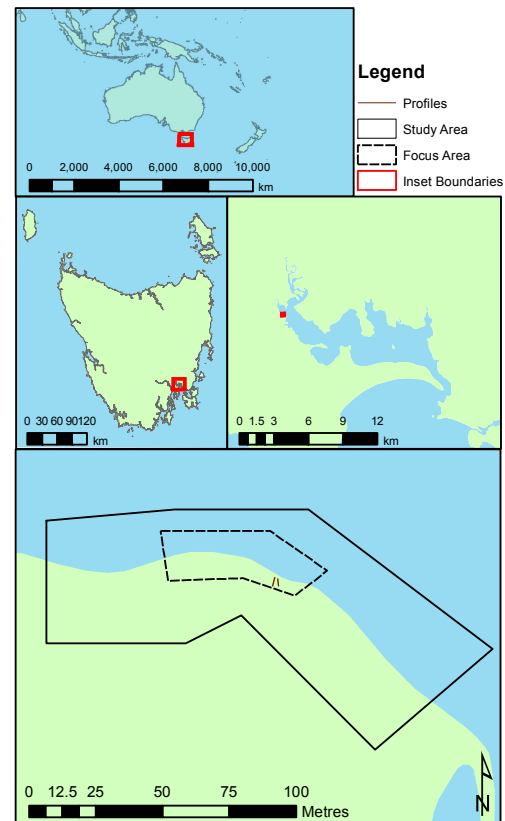 Legend
Profiles
Study Area
Focus Area
Inset Boundaries
0 2,000 4,000 6,000 8,000 10,000
km
0 30 60 90 120
km
0 1.5 3 6 9 12
km
0 12.5 25 50 75 100
Metres
N